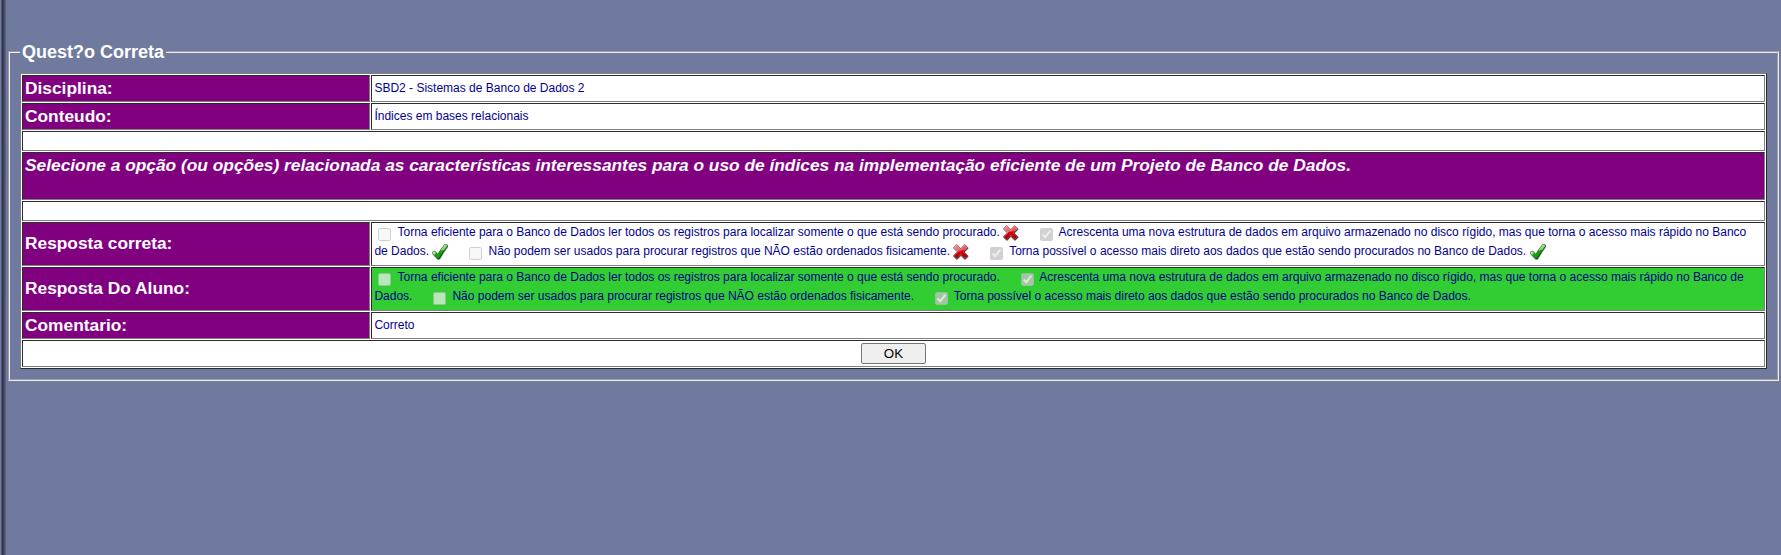 Quest?o Correta
Disciplina: SBD2 - Sistemas de Banco de Dados 2
Conteudo: Índices em bases relacionais
Selecione a opção (ou opções) relacionada as características interessantes para o uso de índices na implementação eficiente de um Projeto de Banco de Dados.
Resposta correta: Torna eficiente para o Banco de Dados ler todos os registros para localizar somente o que está sendo procurado. Acrescenta uma nova estrutura de dados em arquivo armazenado no disco rígido, mas que torna o acesso mais rápido no Banco
de Dados. Não podem ser usados para procurar registros que NÃO estão ordenados fisicamente. Torna possível o acesso mais direto aos dados que estão sendo procurados no Banco de Dados.
Resposta Do Aluno: Torna eficiente para o Banco de Dados ler todos os registros para localizar somente o que está sendo procurado. Acrescenta uma nova estrutura de dados em arquivo armazenado no disco rígido, mas que torna o acesso mais rápido no Banco de
Dados. Não podem ser usados para procurar registros que NÃO estão ordenados fisicamente. Torna possível o acesso mais direto aos dados que estão sendo procurados no Banco de Dados.
Comentario: Correto
OK